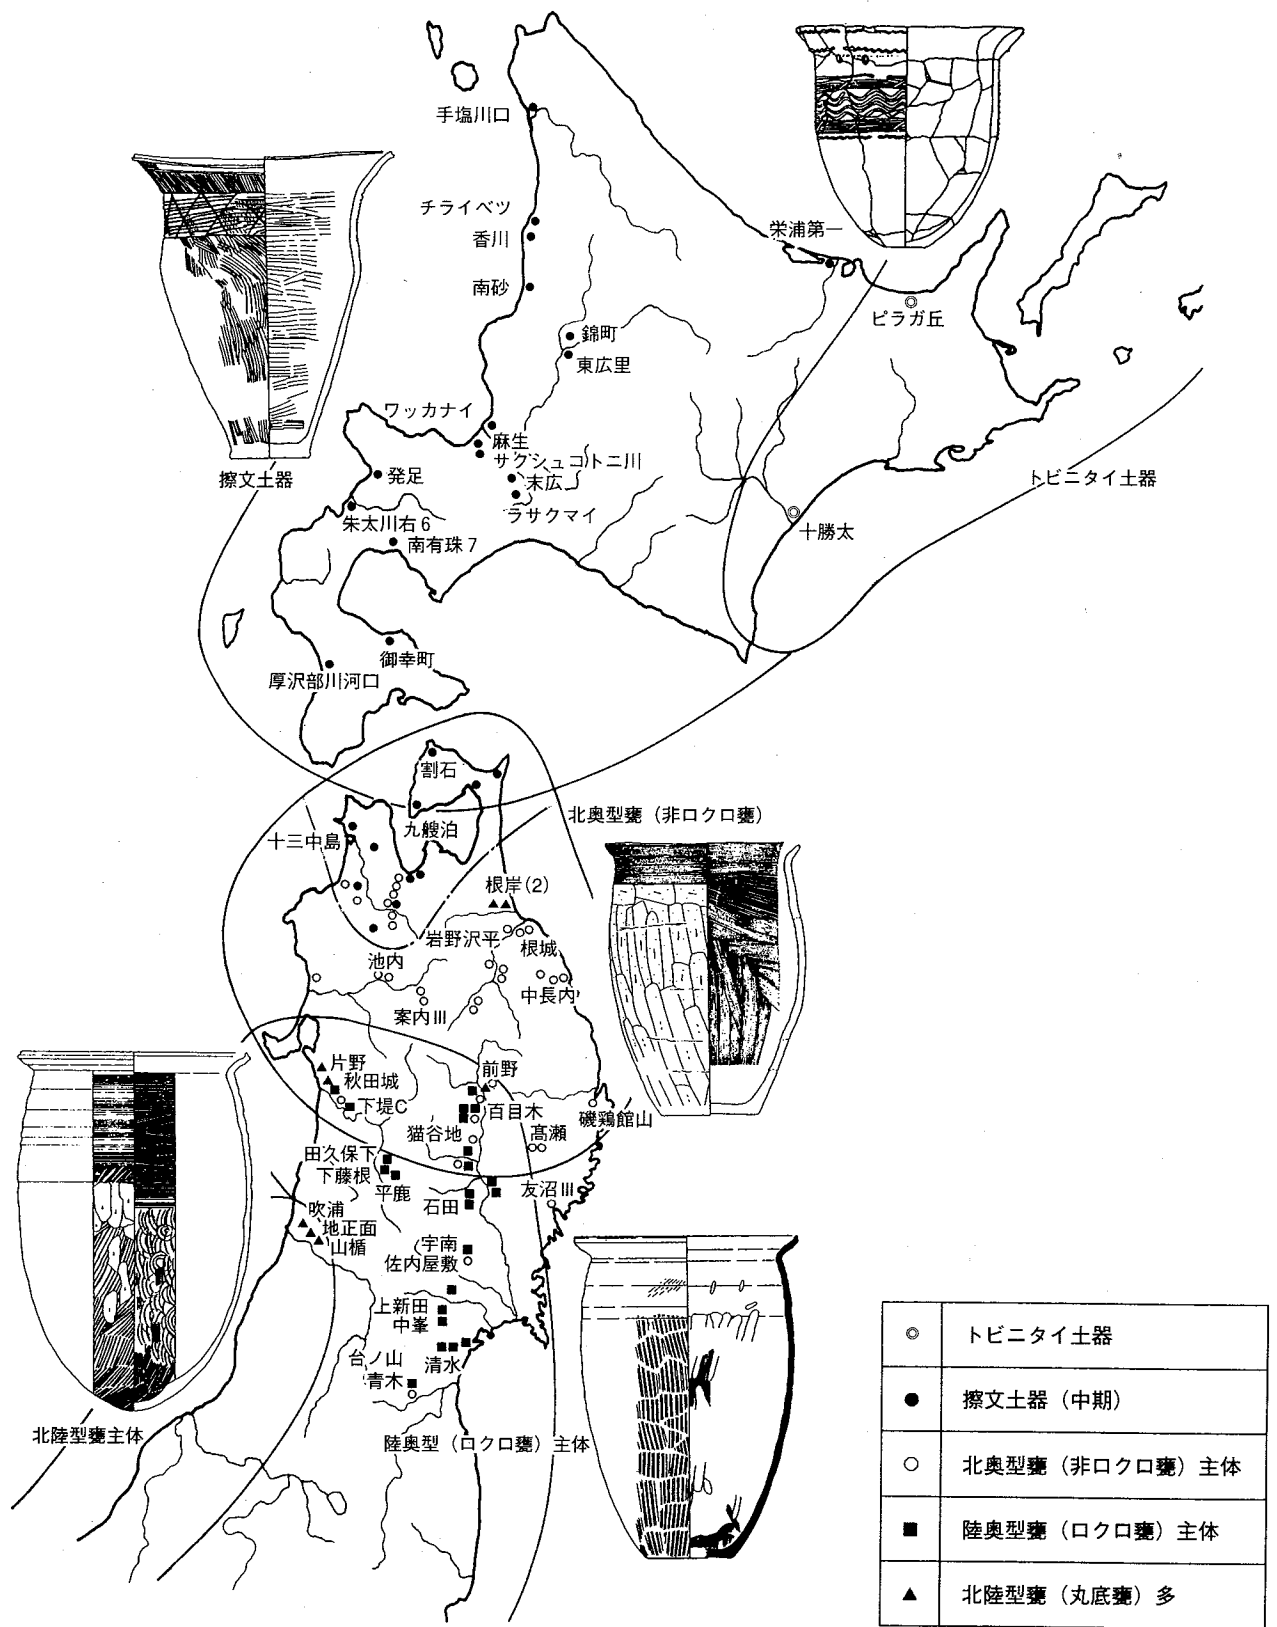 手塩川口
チライベツ
香川
南砂
栄浦第一
ピラガ丘
錦町
東広里
ワッカナイ
麻生
サクシュコトニ川
末広
ラサクマイ
擦文土器
発足
朱太川右6
南有珠7
トビニタイ土器
十勝太
御幸町
厚沢部川河口
割石
九艘泊
十三中島
北奥型甕（非ロクロ甕）
根岸(2)
岩野沢平
根城
池内
中長内
案内Ⅲ
片野
秋田城
下堤C
前野
百目木
猫谷地
磯鶏館山
髙瀬
田久保下
下藤根
平鹿
石田
友沼Ⅲ
吹浦
地正面
山楯
宇南
佐内屋敷
上新田
中峯
台ノ山
清水
青木
北陸型甕主体
陸奥型（ロクロ甕）主体
◎ トビニタイ土器
● 擦文土器（中期）
○ 北奥型甕（非ロクロ甕）主体
■ 陸奥型甕（ロクロ甕）主体
▲ 北陸型甕（丸底甕）多